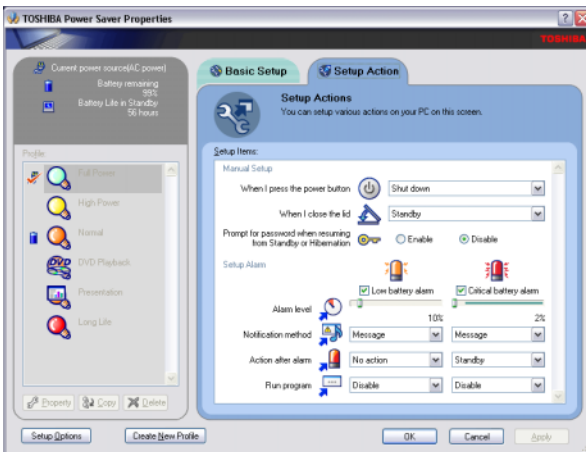 TOSHIBA Power Saver Properties
TOSHIBA
Current power source(AC power)
Battery remaining
99%
Battery Life in Standby
56 hours
Profile:
Full Power
High Power
Normal
DVD Playback
Presentation
Long Life
Property Copy Delete
Basic Setup Setup Action
Setup Actions
You can setup various actions on your PC on this screen.
Setup Items:
Manual Setup
When I press the power button Shut down
When I close the lid Standby
Prompt for password when resuming
from Standby or Hibernation Enable Disable
Setup Alarm
Low battery alarm Critical battery alarm
Alarm level
10% 2%
Notification method Message Message
Action after alarm No action Standby
Run program Disable Disable
Setup Options Create New Profile OK Cancel Apply